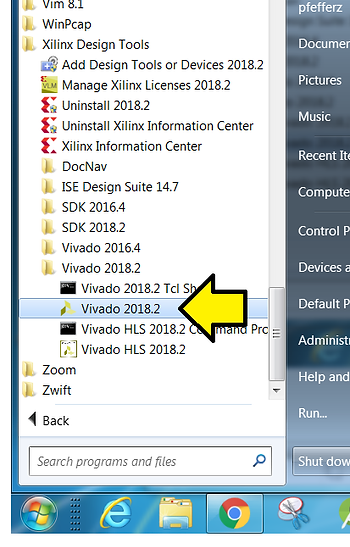 Vim 8.1
WinPcap
Xilinx Design Tools
Add Design Tools or Devices 2018.2
Manage Xilinx Licenses 2018.2
Uninstall 2018.2
Uninstall Xilinx Information Center
Xilinx Information Center
DocNav
ISE Design Suite 14.7
SDK 2016.4
SDK 2018.2
Vivado 2016.4
Vivado 2018.2
Vivado 2018.2 Tcl Sh
Vivado 2018.2
Vivado HLS 2018.2 Command Pro
Vivado HLS 2018.2
Zoom
Zwift
Back
Search programs and files
pfefferz
Documen
Pictures
Music
Recent Ite
Compute
Control P
Devices a
Default P
Administ
Help and
Run...
Shut dow